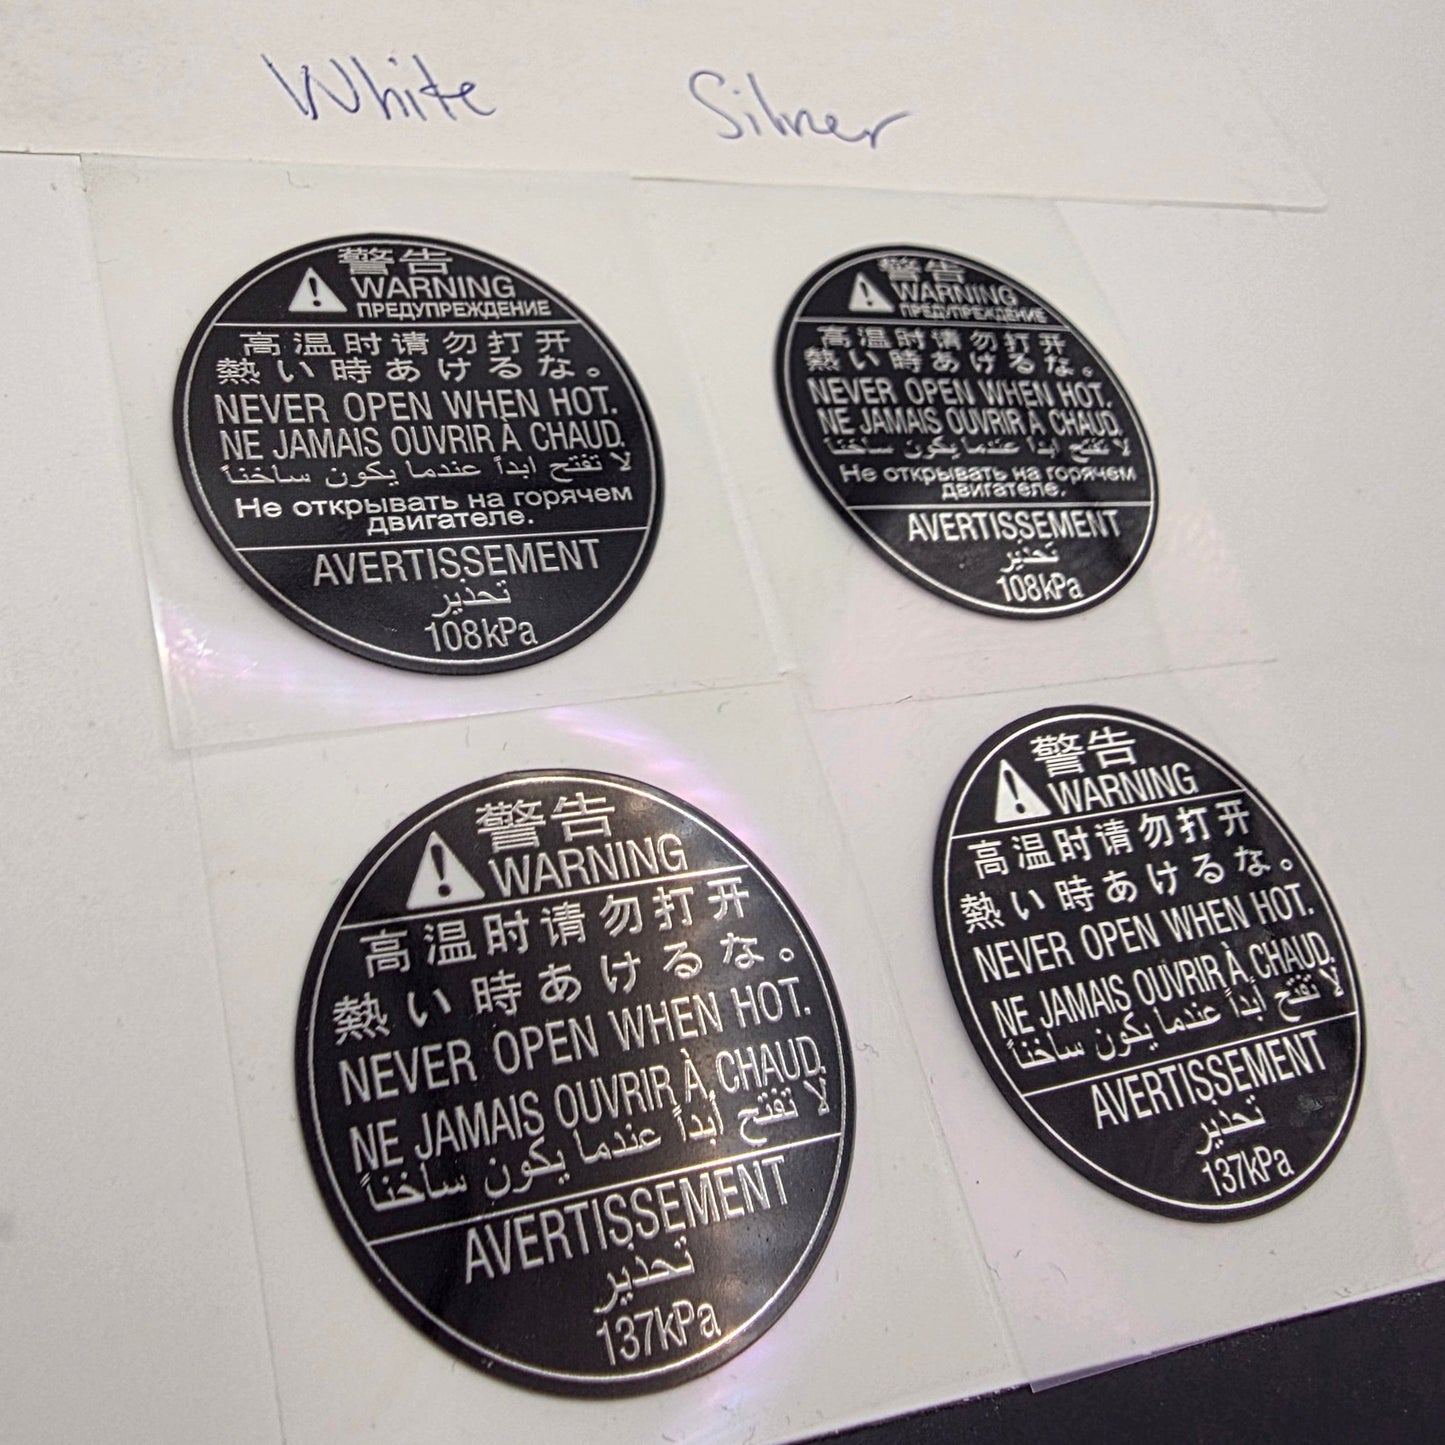 White
Silver
警告
WARNING
ПРЕДУПРЕЖДЕНИЕ
高温时请勿打开
熱い時あけるな。
NEVER OPEN WHEN HOT.
NE JAMAIS OUVRIR À CHAUD.
لا تفتح أبداً عندما يكون ساخناً
Не открывать на горячем
двигателе.
AVERTISSEMENT
تحذير
108kPa
警告
WARNING
ПРЕДУПРЕЖДЕНИЕ
高温时请勿打开
熱い時あけるな。
NEVER OPEN WHEN HOT.
NE JAMAIS OUVRIR À CHAUD.
لا تفتح أبداً عندما يكون ساخناً
Не открывать на горячем
двигателе.
AVERTISSEMENT
تحذير
108kPa
警告
WARNING
高温时请勿打开
熱い時あけるな。
NEVER OPEN WHEN HOT.
NE JAMAIS OUVRIR À CHAUD.
لا تفتح أبداً عندما يكون ساخناً
AVERTISSEMENT
تحذير
137kPa
警告
WARNING
高温时请勿打开
熱い時あけるな。
NEVER OPEN WHEN HOT.
NE JAMAIS OUVRIR À CHAUD.
لا تفتح أبداً عندما يكون ساخناً
AVERTISSEMENT
تحذير
137kPa